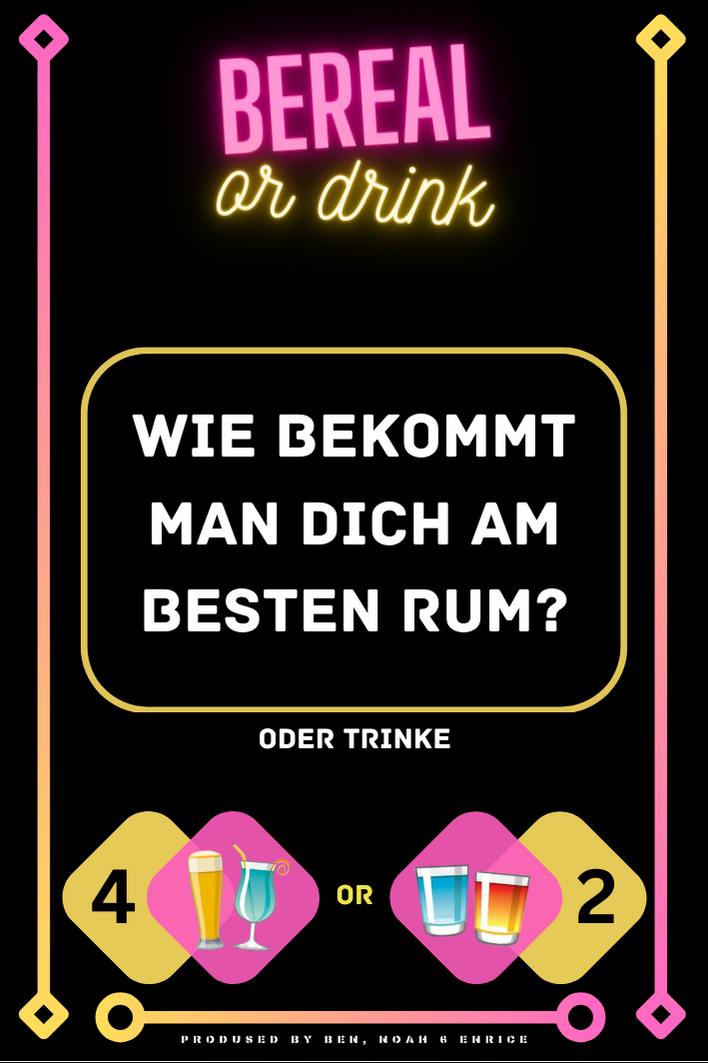 BEREAL
or drink
WIE BEKOMMT
MAN DICH AM
BESTEN RUM?
ODER TRINKE
4 OR 2
PRODUSED BY BEN, NOAH & ENRICE